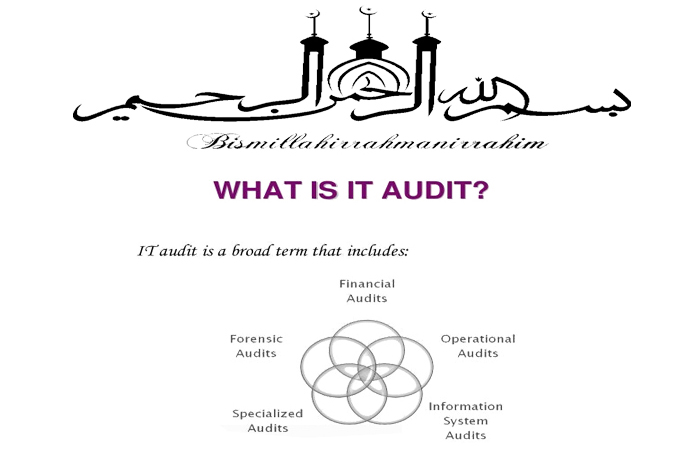 بسم الله الرحمن الرحيم
Bismillahirrahmanirrahim
WHAT IS IT AUDIT?
IT audit is a broad term that includes:
Financial
Audits
Forensic
Audits
Operational
Audits
Specialized
Audits
Information
System
Audits